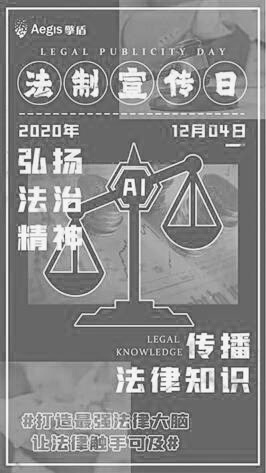 Aegis 擎盾
LEGAL PUBLICITY DAY
法制宣传日
2020年 12月04日
弘扬
法治
精神
AI
LEGAL
KNOWLEDGE 传播
法律知识
#打造最强法律大脑
让法律触手可及#